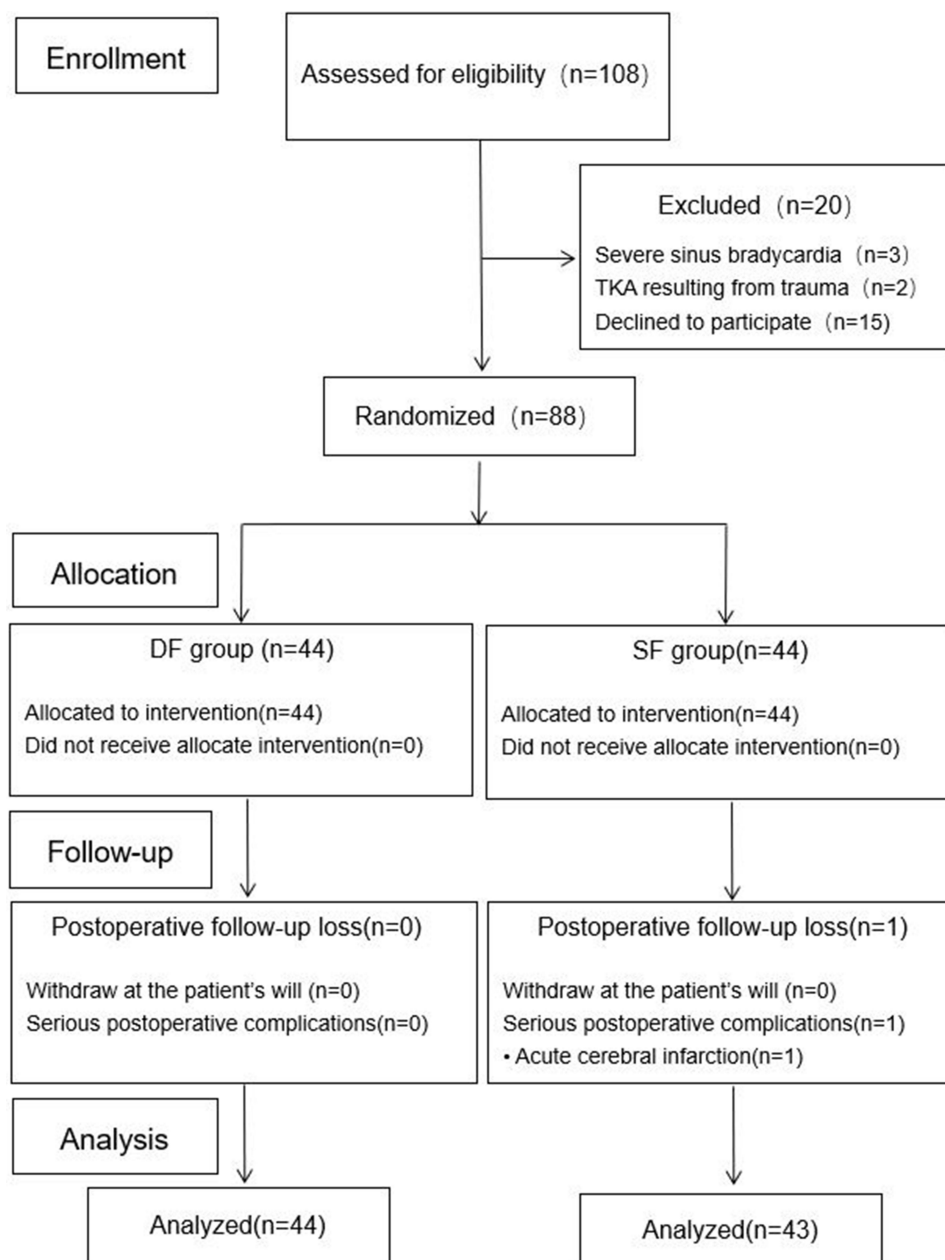 Enrollment
Assessed for eligibility（n=108）
Excluded（n=20）
Severe sinus bradycardia（n=3）
TKA resulting from trauma（n=2）
Declined to participate（n=15）
Randomized（n=88）
Allocation
DF group (n=44)
Allocated to intervention(n=44)
Did not receive allocate intervention(n=0)
SF group(n=44)
Allocated to intervention(n=44)
Did not receive allocate intervention(n=0)
Follow-up
Postoperative follow-up loss(n=0)
Withdraw at the patient's will (n=0)
Serious postoperative complications(n=0)
Postoperative follow-up loss(n=1)
Withdraw at the patient's will (n=0)
Serious postoperative complications(n=1)
• Acute cerebral infarction(n=1)
Analysis
Analyzed(n=44)
Analyzed(n=43)